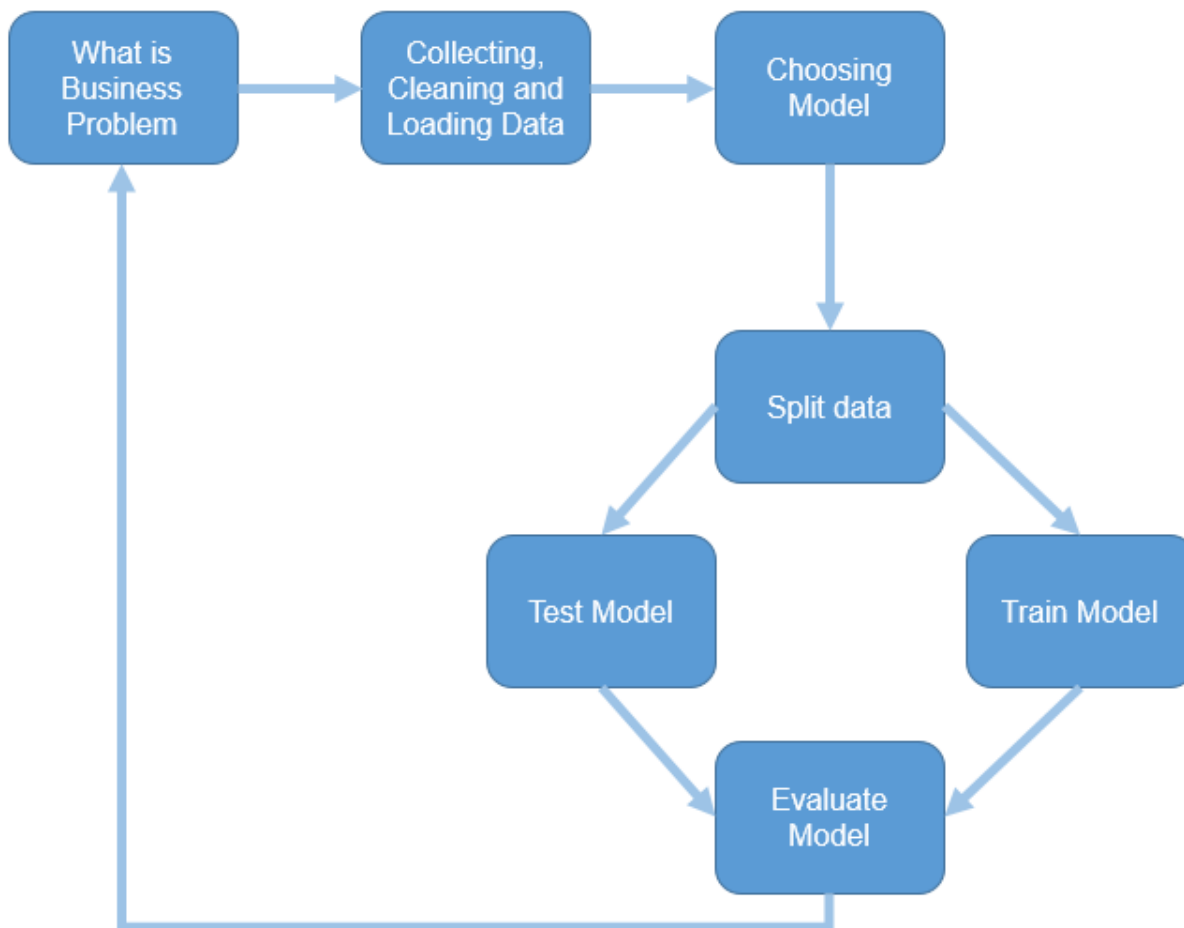 What is
Business
Problem
Collecting,
Cleaning and
Loading Data
Choosing
Model
Split data
Test Model
Train Model
Evaluate
Model